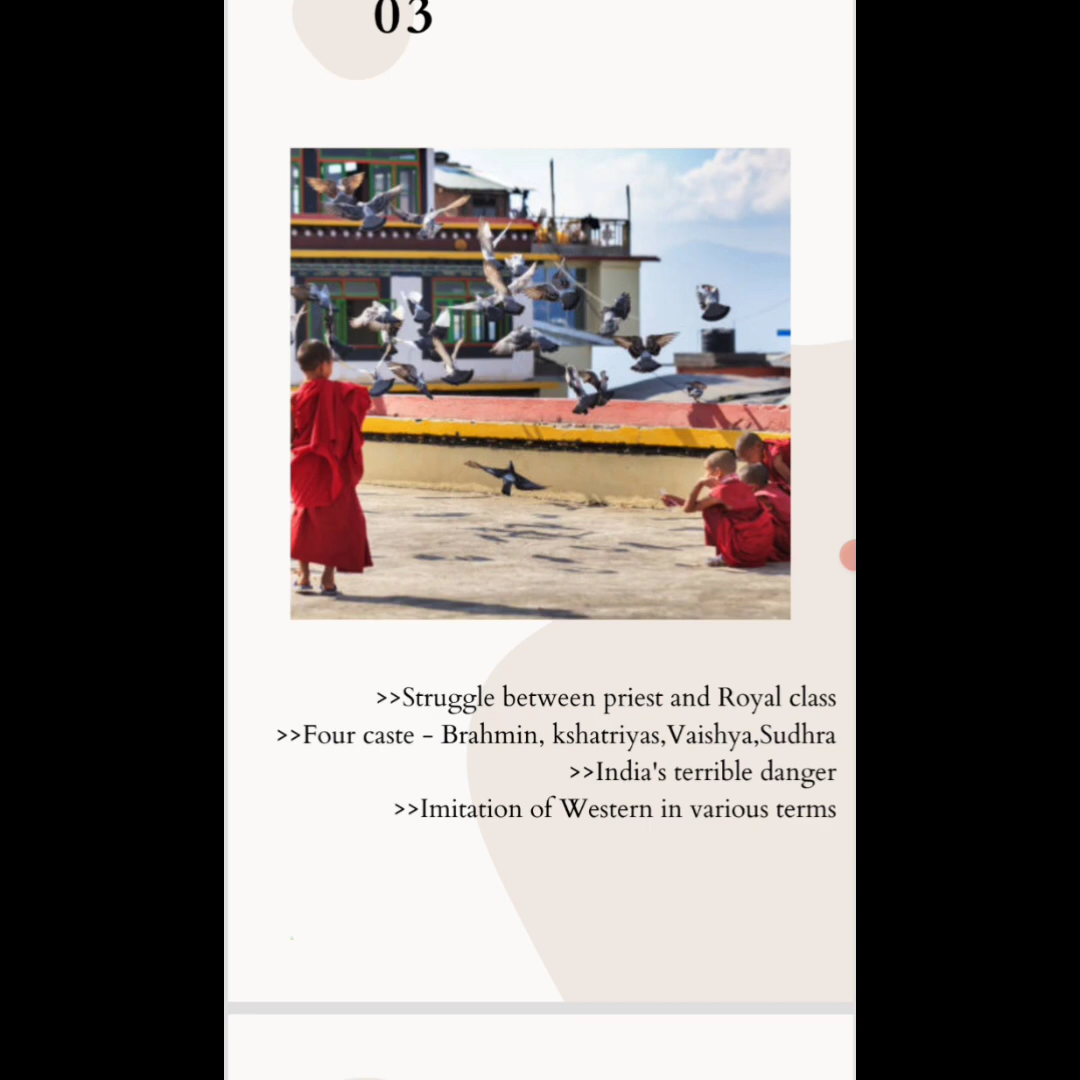 03
>>Struggle between priest and Royal class
>>Four caste - Brahmin, kshatriyas,Vaishya,Sudhra
>>India's terrible danger
>>Imitation of Western in various terms